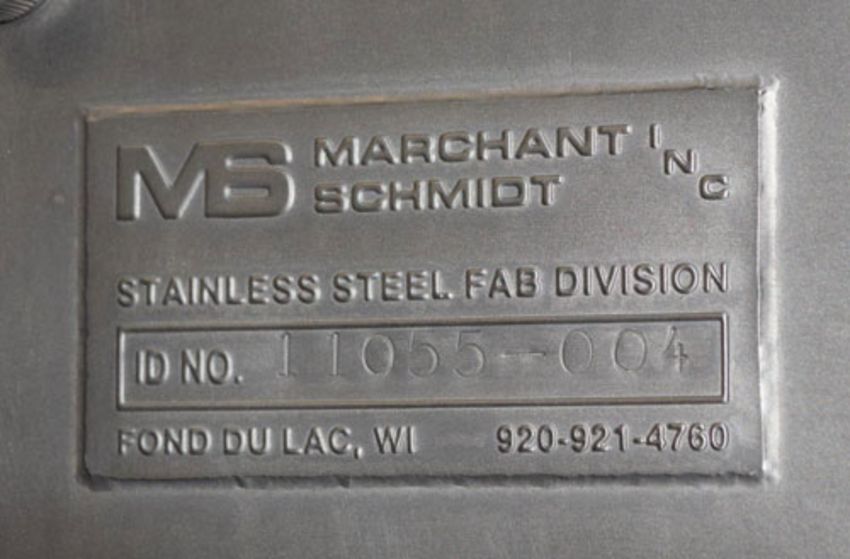 MS MARCHANT INC
SCHMIDT
STAINLESS STEEL FAB DIVISION
ID NO. 11055-004
FOND DU LAC, WI 920-921-4760